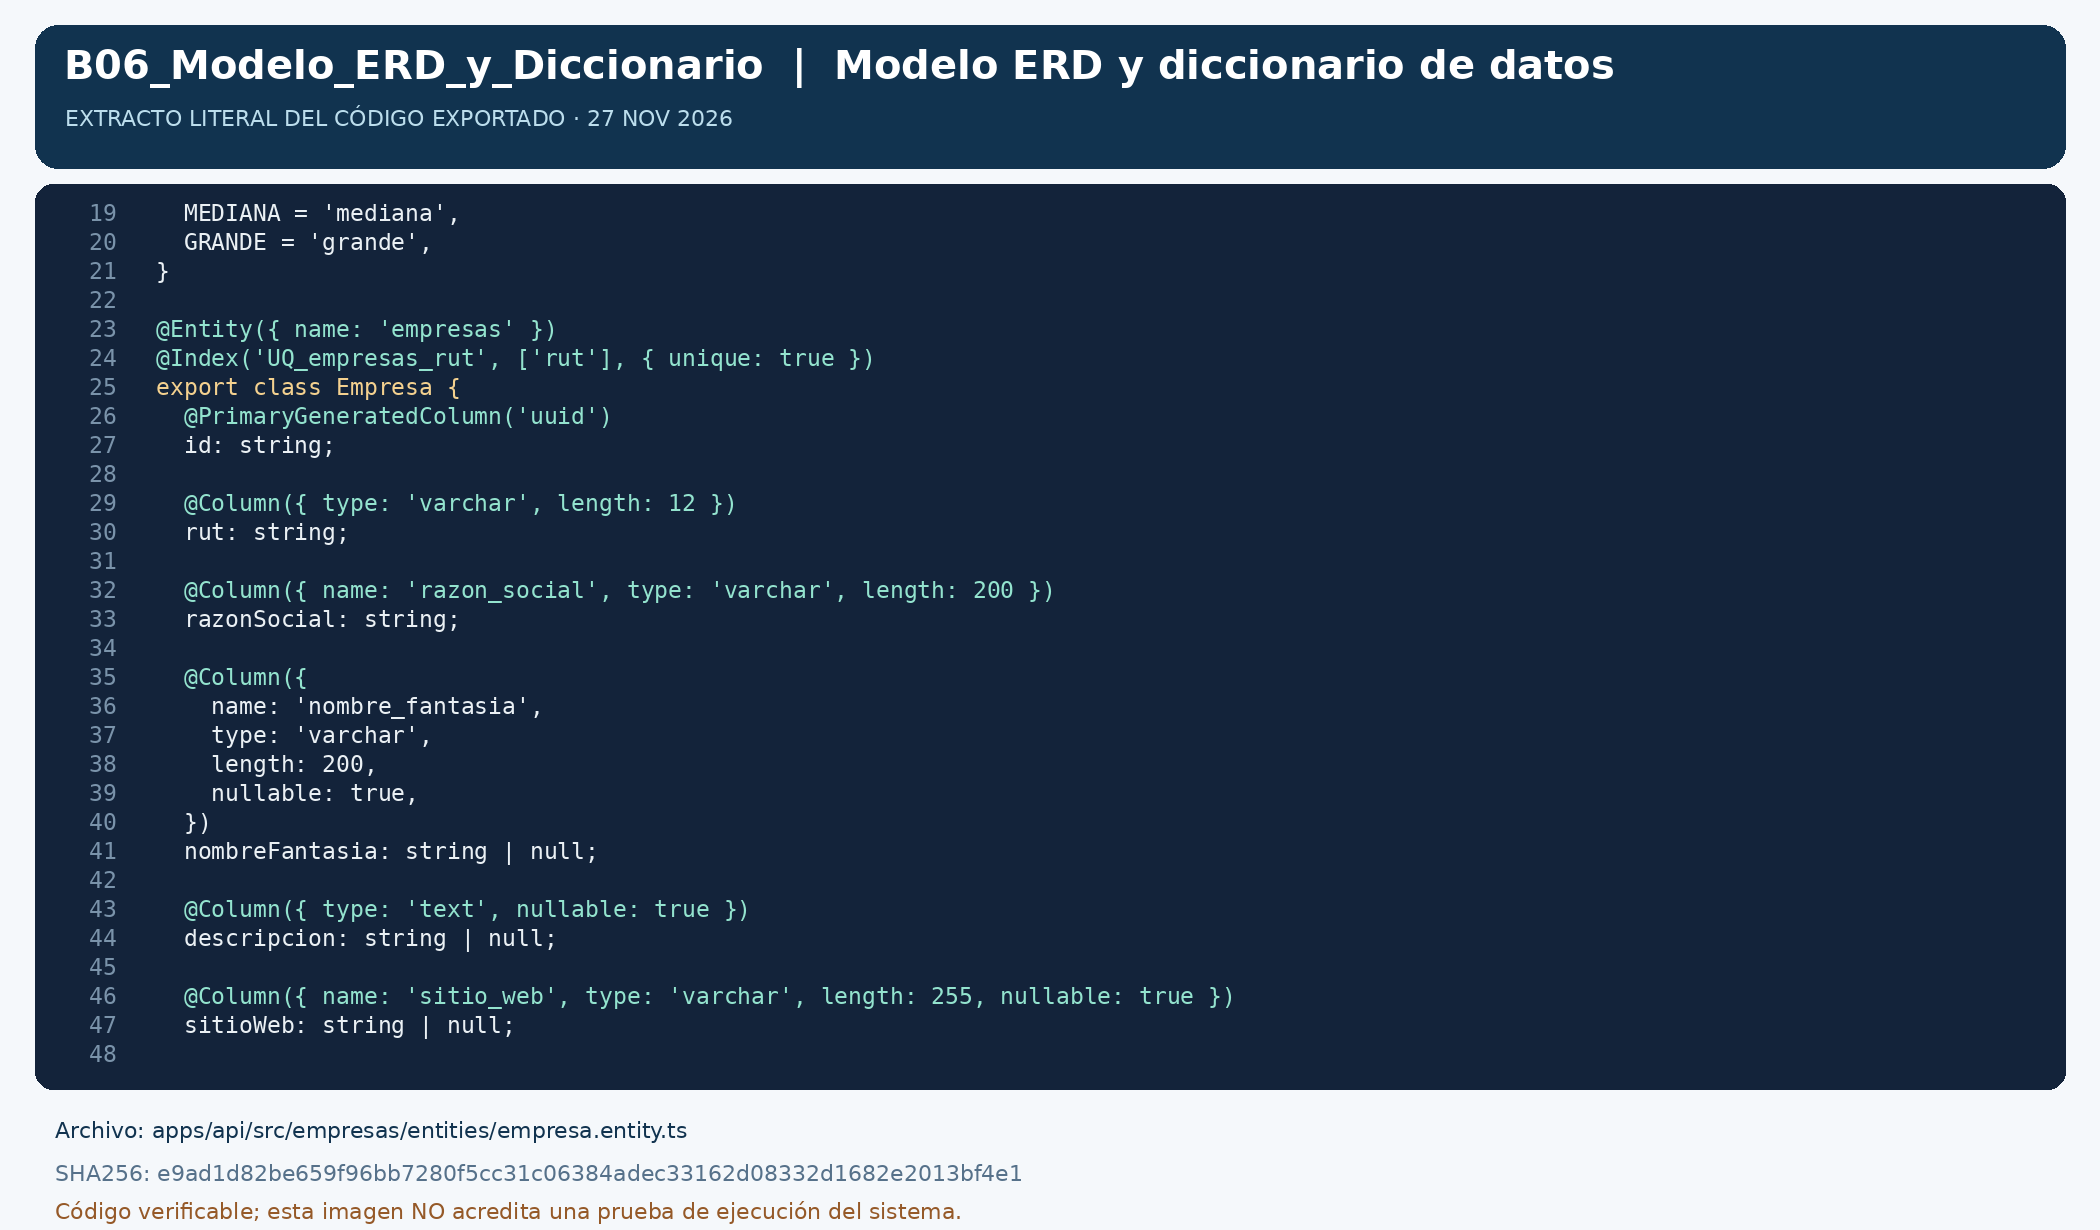 B06_Modelo_ERD_y_Diccionario | Modelo ERD y diccionario de datos
EXTRACTO LITERAL DEL CÓDIGO EXPORTADO · 27 NOV 2026
19 MEDIANA = 'mediana',
20 GRANDE = 'grande',
21 }
22
23 @Entity({ name: 'empresas' })
24 @Index('UQ_empresas_rut', ['rut'], { unique: true })
25 export class Empresa {
26 @PrimaryGeneratedColumn('uuid')
27 id: string;
28
29 @Column({ type: 'varchar', length: 12 })
30 rut: string;
31
32 @Column({ name: 'razon_social', type: 'varchar', length: 200 })
33 razonSocial: string;
34
35 @Column({
36 name: 'nombre_fantasia',
37 type: 'varchar',
38 length: 200,
39 nullable: true,
40 })
41 nombreFantasia: string | null;
42
43 @Column({ type: 'text', nullable: true })
44 descripcion: string | null;
45
46 @Column({ name: 'sitio_web', type: 'varchar', length: 255, nullable: true })
47 sitioWeb: string | null;
48
Archivo: apps/api/src/empresas/entities/empresa.entity.ts
SHA256: e9ad1d82be659f96bb7280f5cc31c06384adec33162d08332d1682e2013bf4e1
Código verificable; esta imagen NO acredita una prueba de ejecución del sistema.